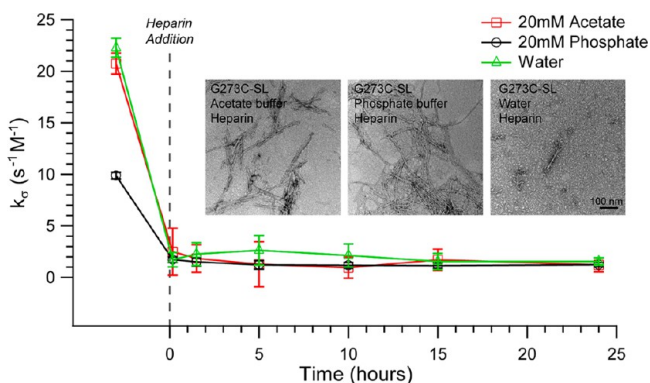 Heparin
Addition
20mM Acetate
20mM Phosphate
Water
G273C-SL
Acetate buffer
Heparin
G273C-SL
Phosphate buffer
Heparin
G273C-SL
Water
Heparin
100 nm
kσ (s⁻¹M⁻¹)
25
20
15
10
5
0
0
5
10
15
20
25
Time (hours)